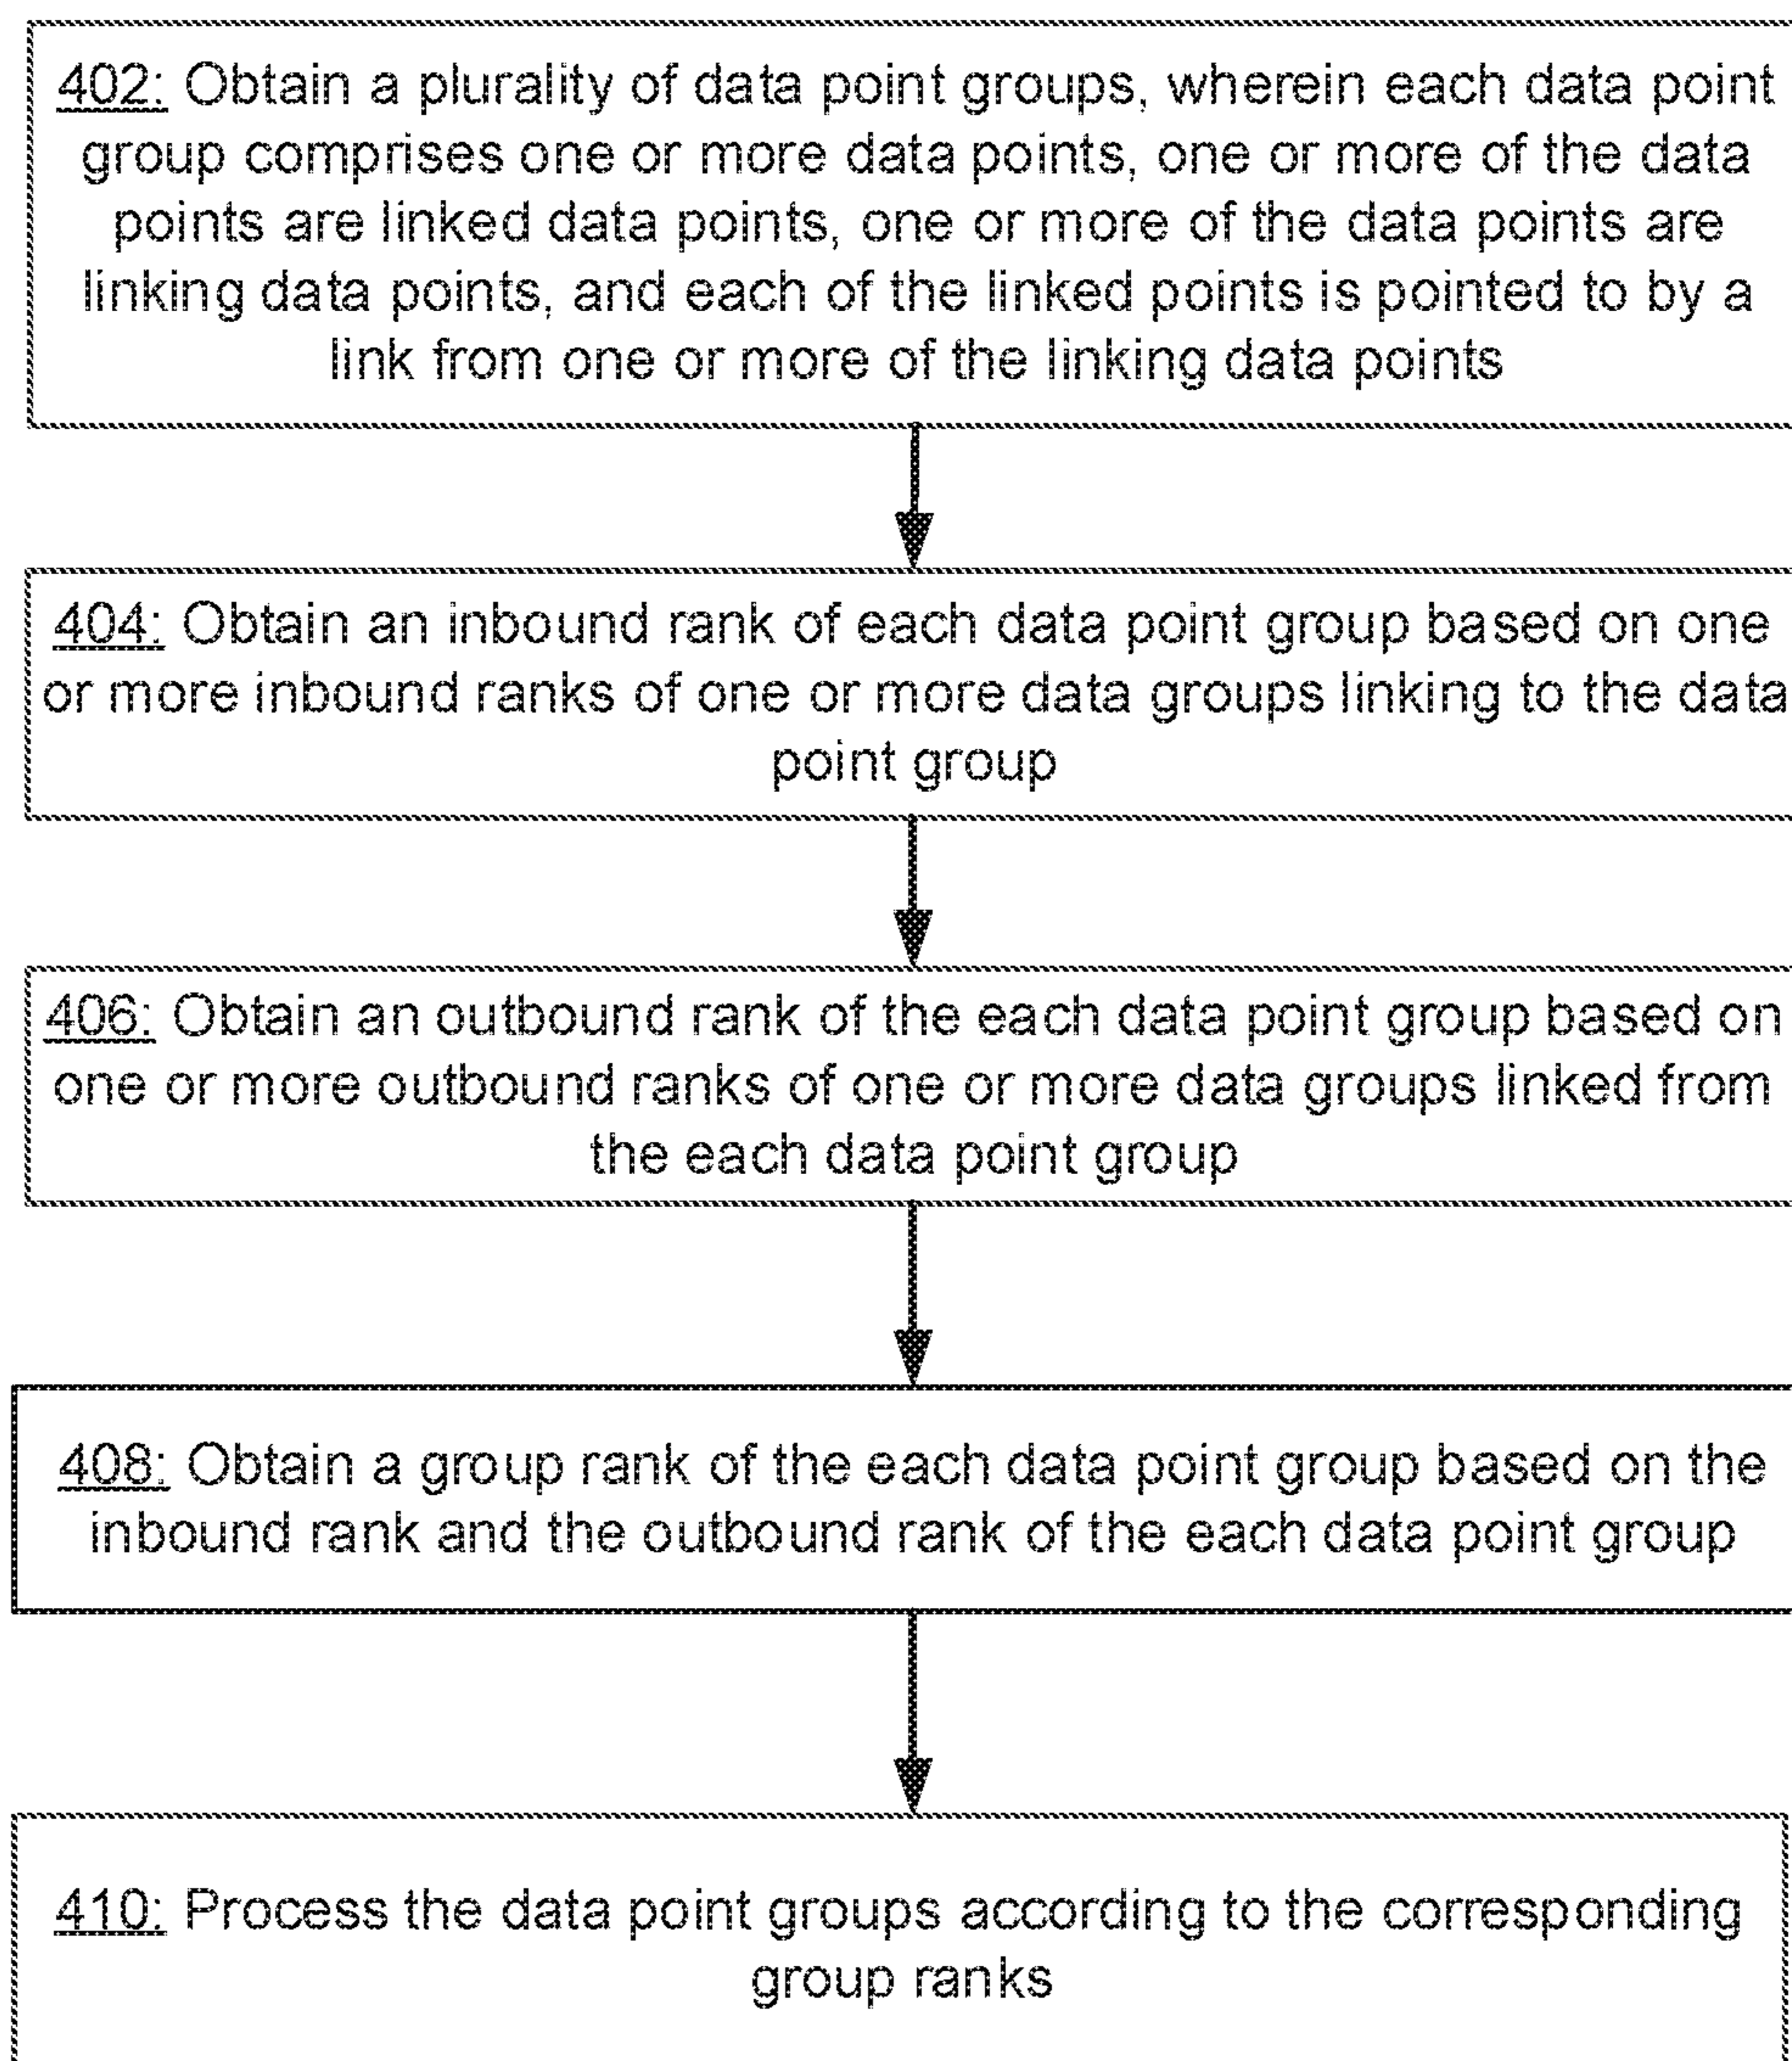 402: Obtain a plurality of data point groups, wherein each data point
group comprises one or more data points, one or more of the data
points are linked data points, one or more of the data points are
linking data points, and each of the linked points is pointed to by a
link from one or more of the linking data points
404: Obtain an inbound rank of each data point group based on one
or more inbound ranks of one or more data groups linking to the data
point group
406: Obtain an outbound rank of the each data point group based on
one or more outbound ranks of one or more data groups linked from
the each data point group
408: Obtain a group rank of the each data point group based on the
inbound rank and the outbound rank of the each data point group
410: Process the data point groups according to the corresponding
group ranks